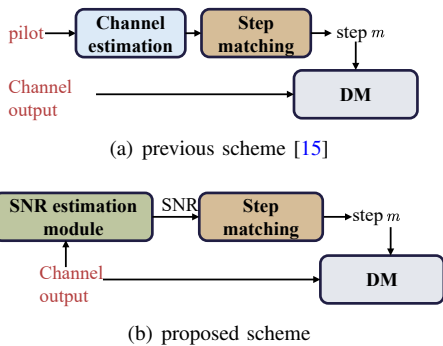 pilot
Channel
estimation
Step
matching
step m
Channel
output
DM
(a) previous scheme [15]
SNR estimation
module
SNR
Step
matching
step m
Channel
output
DM
(b) proposed scheme